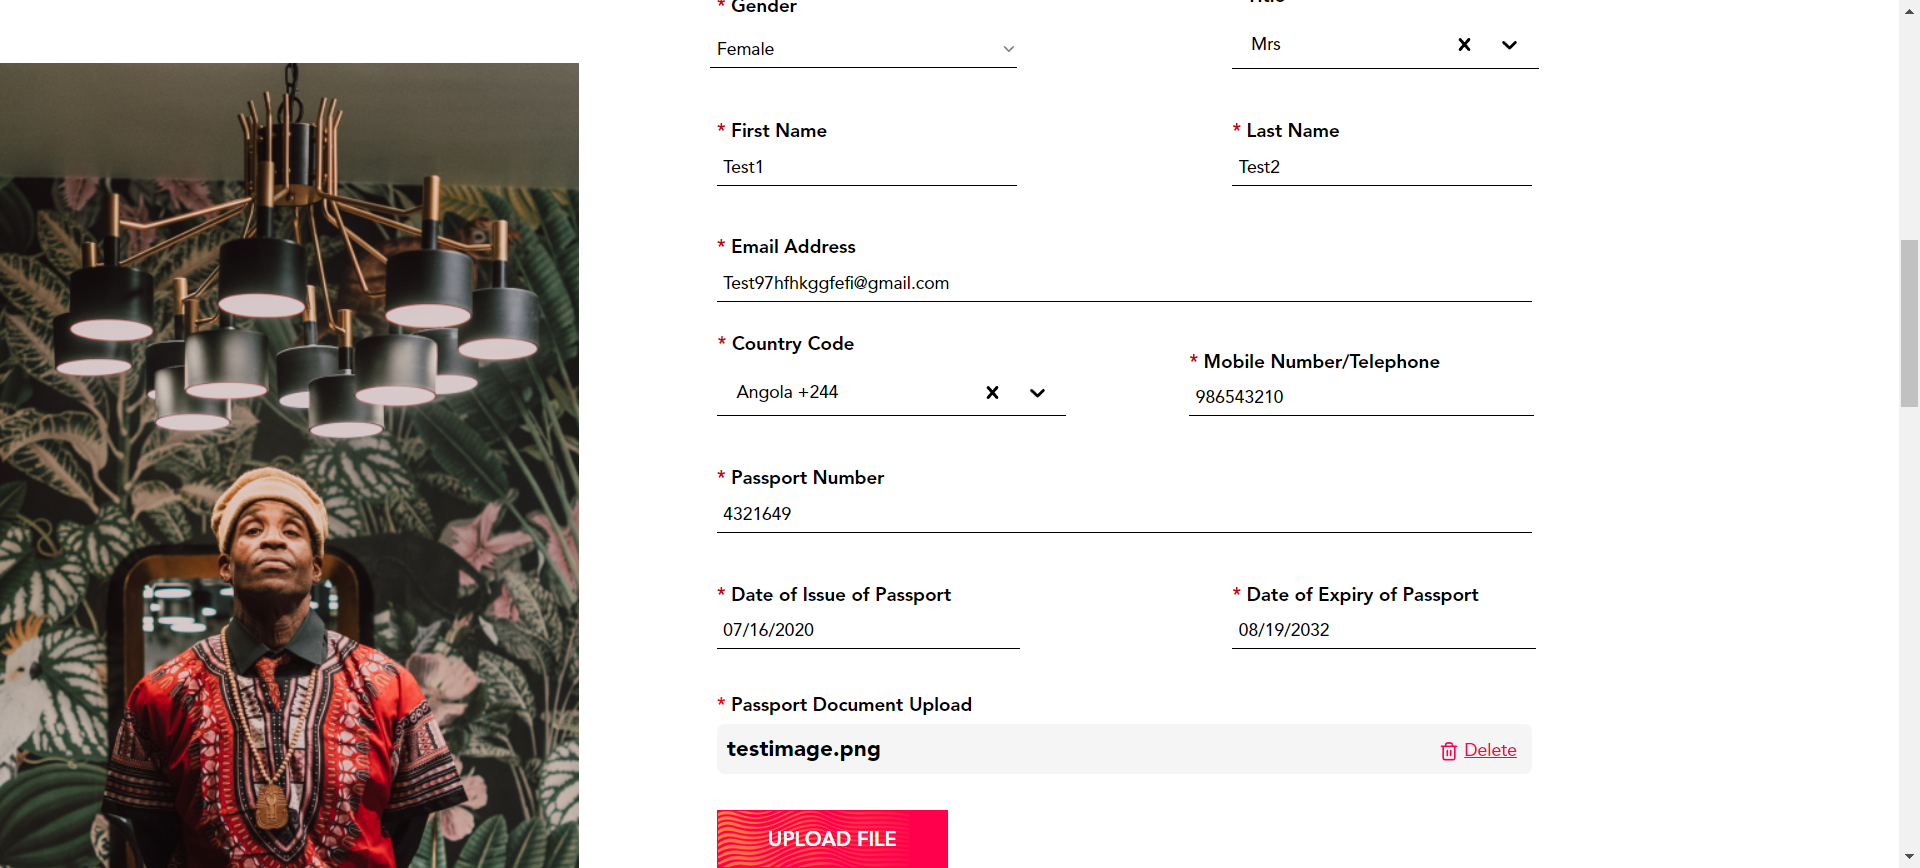 * Gender
Female
Mrs
* First Name
* Last Name
Test1
Test2
* Email Address
Test97hfhkggfefi@gmail.com
* Country Code
* Mobile Number/Telephone
Angola +244
986543210
* Passport Number
4321649
* Date of Issue of Passport
* Date of Expiry of Passport
07/16/2020
08/19/2032
* Passport Document Upload
testimage.png
Delete
UPLOAD FILE